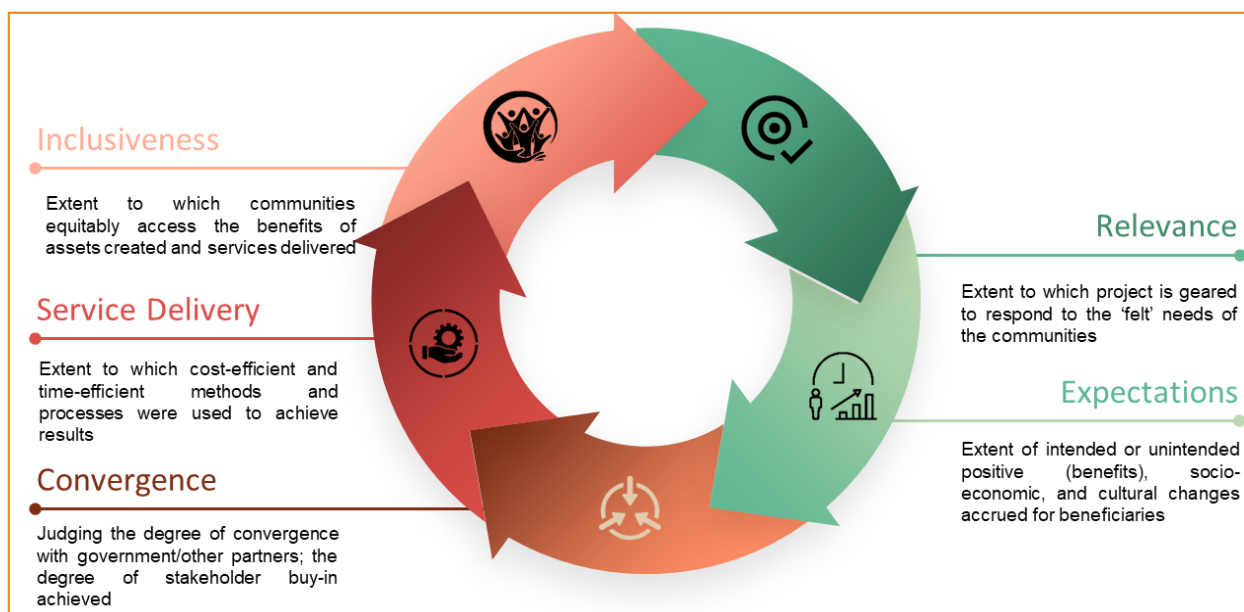 Inclusiveness
Extent to which communities
equitably access the benefits of
assets created and services delivered
Service Delivery
Extent to which cost-efficient and
time-efficient methods and
processes were used to achieve
results
Convergence
Judging the degree of convergence
with government/other partners; the
degree of stakeholder buy-in
achieved
Relevance
Extent to which project is geared
to respond to the ‘felt’ needs of
the communities
Expectations
Extent of intended or unintended
positive (benefits), socio-
economic, and cultural changes
accrued for beneficiaries